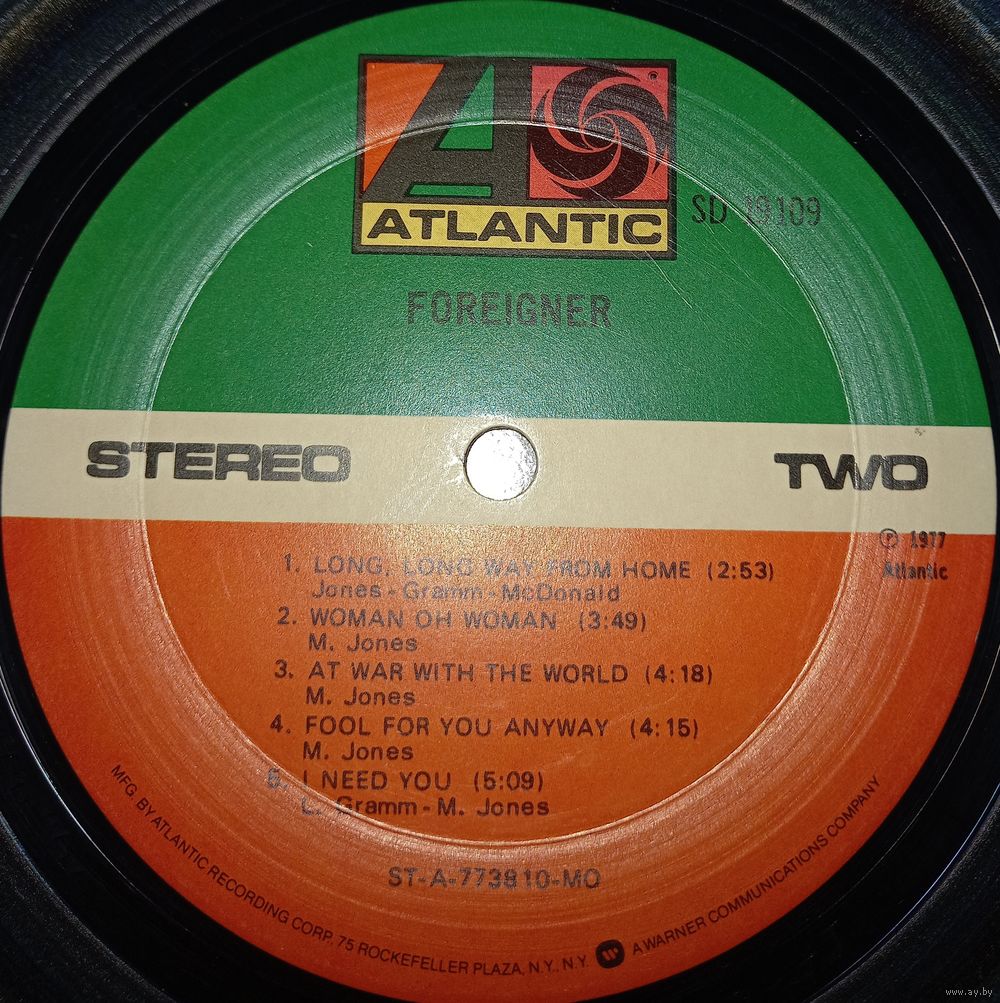 ATLANTIC
SD 19109
FOREIGNER
STEREO
TWO
℗ 1977
Atlantic
1. LONG, LONG WAY FROM HOME (2:53)
Jones - Gramm - McDonald
2. WOMAN OH WOMAN (3:49)
M. Jones
3. AT WAR WITH THE WORLD (4:18)
M. Jones
4. FOOL FOR YOU ANYWAY (4:15)
M. Jones
5. I NEED YOU (5:09)
L. Gramm - M. Jones
ST-A-773810-MO
MFG. BY ATLANTIC RECORDING CORP. 75 ROCKEFELLER PLAZA, N.Y., N.Y. A WARNER COMMUNICATIONS COMPANY
www.ay.by